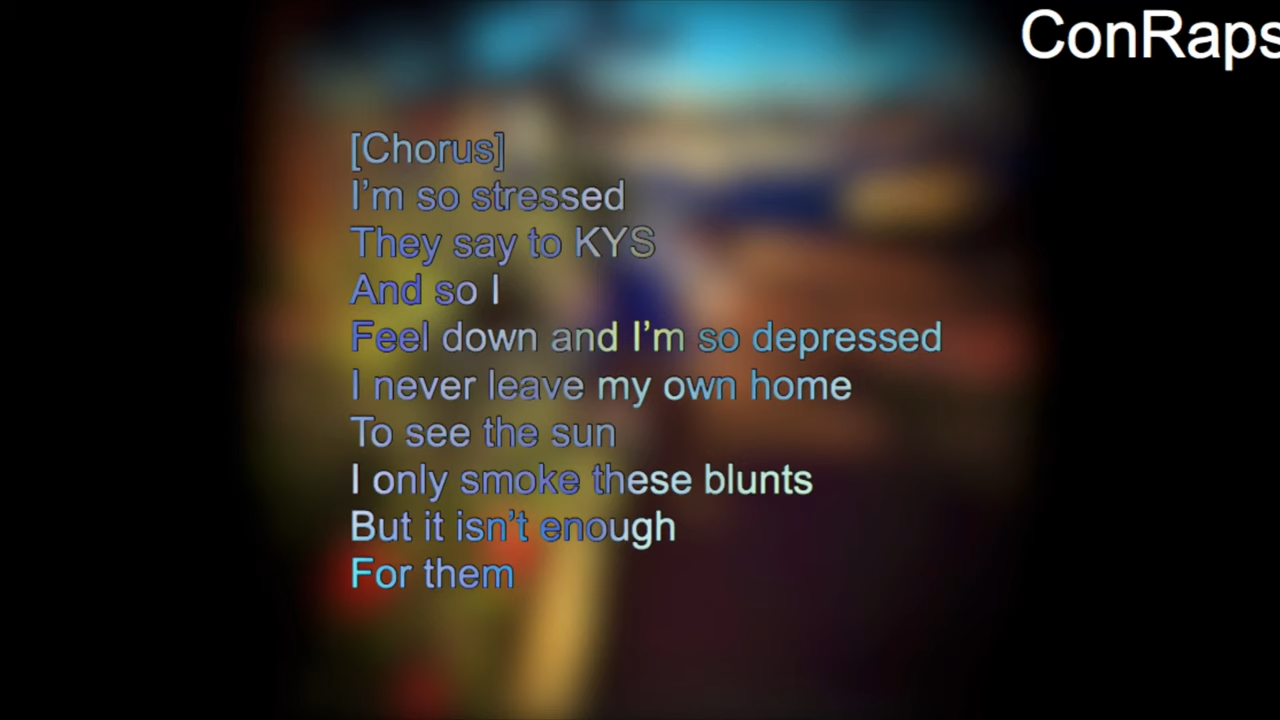 ConRaps
[Chorus]
I’m so stressed
They say to KYS
And so I
Feel down and I’m so depressed
I never leave my own home
To see the sun
I only smoke these blunts
But it isn’t enough
For them